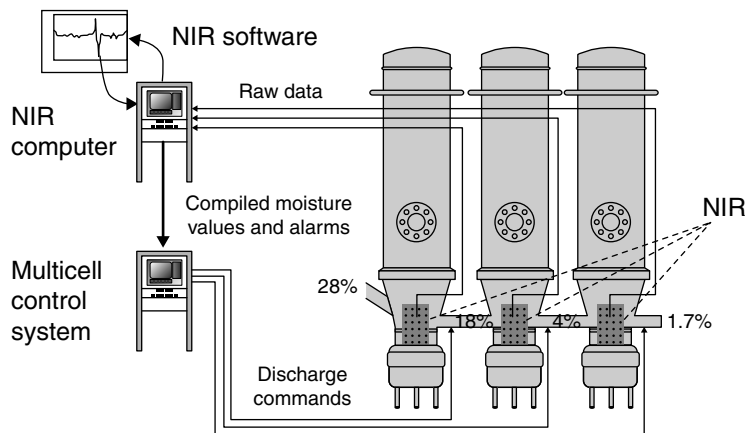 NIR software
Raw data
NIR
computer
Compiled moisture
values and alarms
NIR
Multicell
control
system
28%
18%
4%
1.7%
Discharge
commands